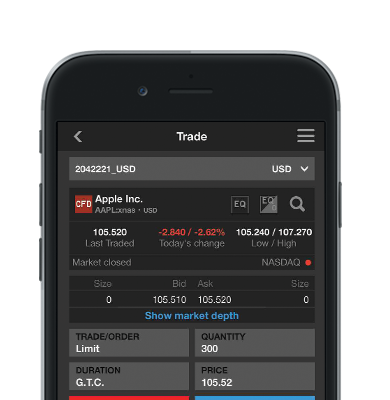 Trade
2042221_USD USD
CFD Apple Inc. EQ EQ
AAPL:xnas • USD
105.520 -2.840 / -2.62% 105.240 / 107.270
Last Traded Today's change Low / High
Market closed NASDAQ
Size Bid Ask Size
0 105.510 105.520 0
Show market depth
TRADE/ORDER QUANTITY
Limit 300
DURATION PRICE
G.T.C. 105.52